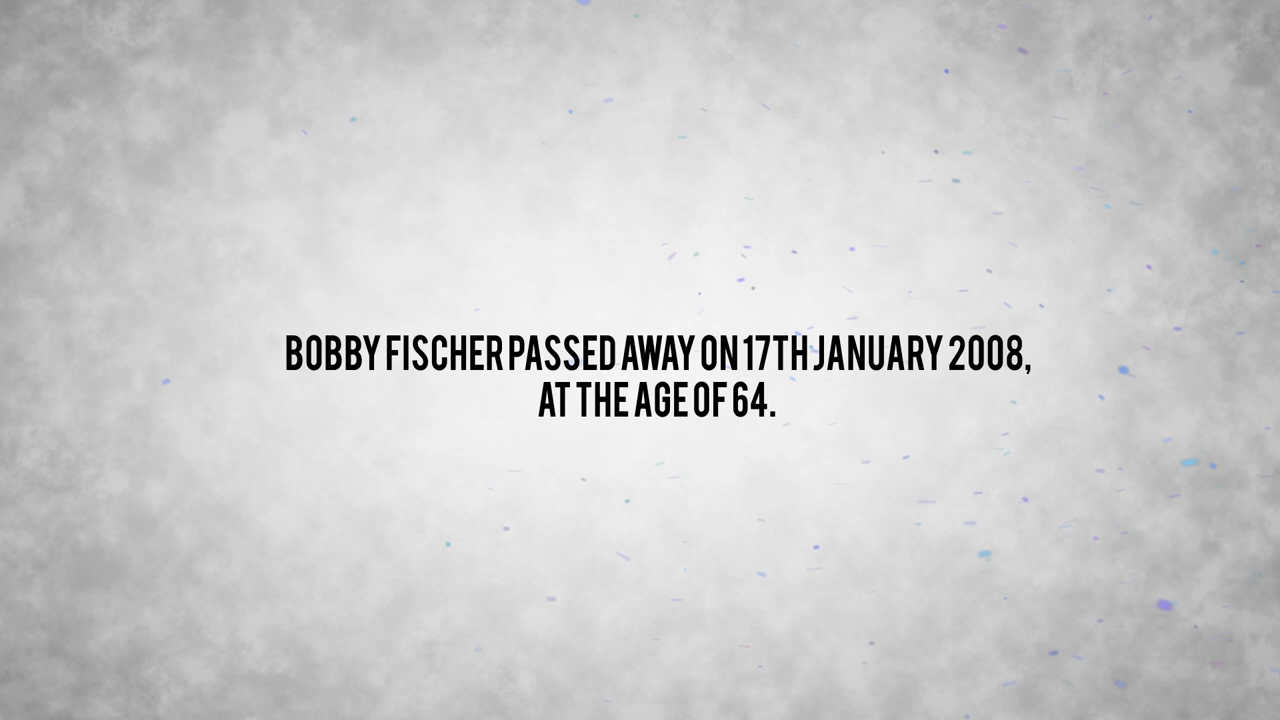 BOBBY FISCHER PASSED AWAY ON 17TH JANUARY 2008,
AT THE AGE OF 64.